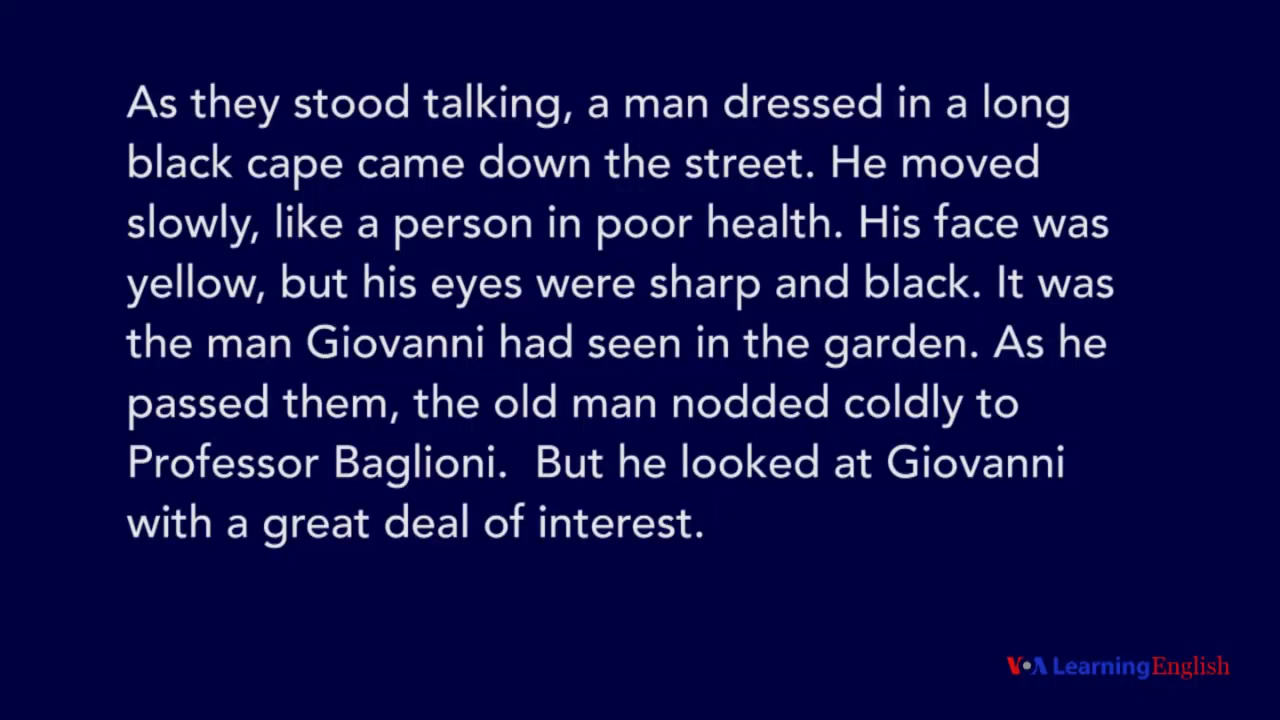 As they stood talking, a man dressed in a long
black cape came down the street. He moved
slowly, like a person in poor health. His face was
yellow, but his eyes were sharp and black. It was
the man Giovanni had seen in the garden. As he
passed them, the old man nodded coldly to
Professor Baglioni.  But he looked at Giovanni
with a great deal of interest.
VOA LearningEnglish